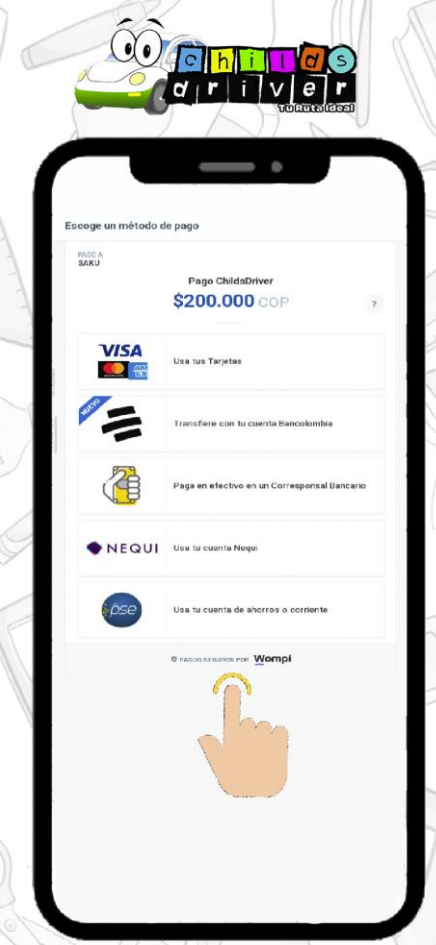 childs
driver
Tu Ruta Ideal
Escoge un método de pago
PAGO A
SAKU
Pago ChildsDriver
$200.000 COP
?
VISA
Usa tus Tarjetas
NUEVO
Transfiere con tu cuenta Bancolombia
Paga en efectivo en un Corresponsal Bancario
NEQUI
Usa tu cuenta Nequi
pse
Usa tu cuenta de ahorros o corriente
PAGOS SEGUROS POR Wompi